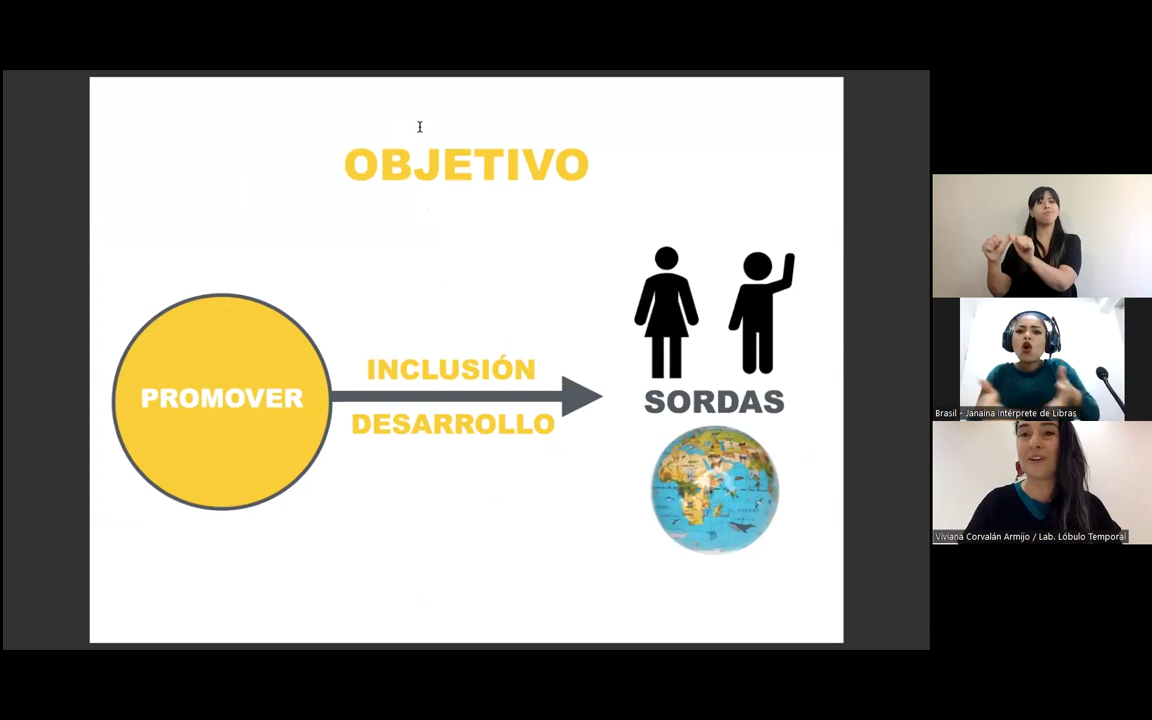 OBJETIVO
PROMOVER
INCLUSIÓN
DESARROLLO
SORDAS
Brasil - Janaina Intérprete de Libras
Viviana Corvalán Armijo / Lab. Lóbulo Temporal